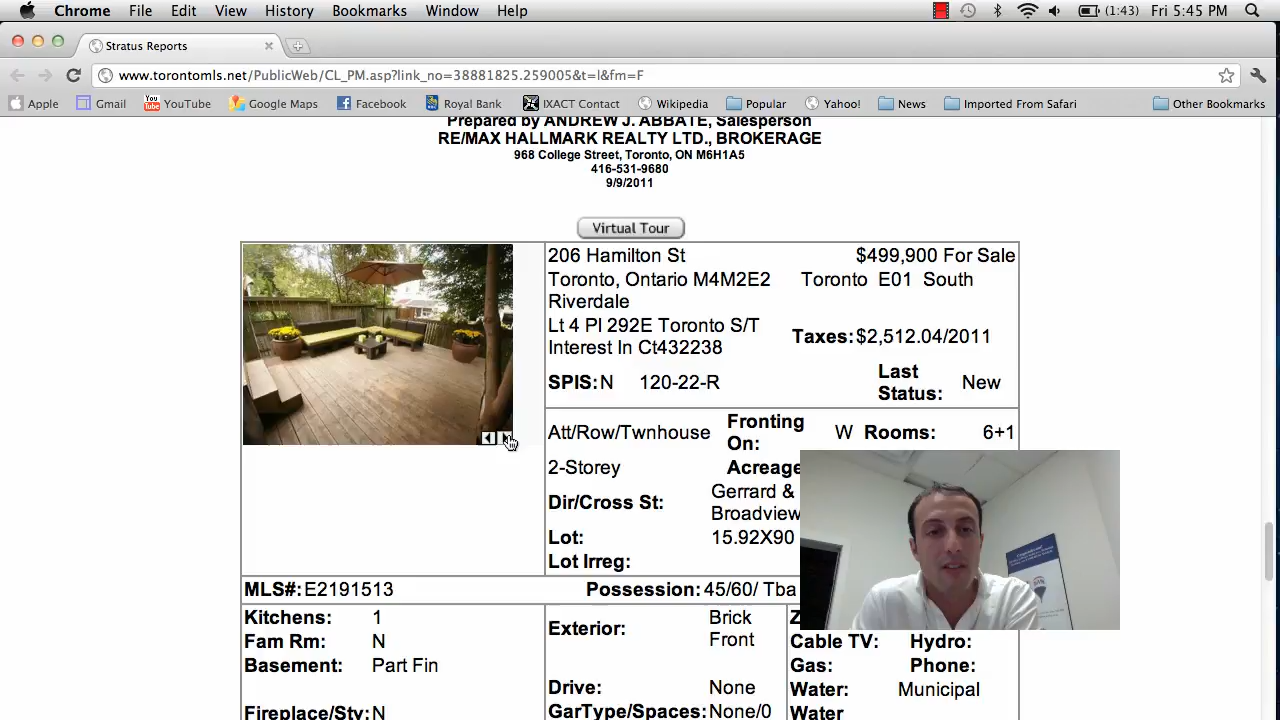 Chrome File Edit View History Bookmarks Window Help (1:43) Fri 5:45 PM
Stratus Reports
www.torontomls.net/PublicWeb/CL_PM.asp?link_no=38881825.259005&t=l&fm=F
Apple Gmail YouTube Google Maps Facebook Royal Bank IXACT Contact Wikipedia Popular Yahoo! News Imported From Safari Other Bookmarks
Prepared by ANDREW J. ABBATE, Salesperson
RE/MAX HALLMARK REALTY LTD., BROKERAGE
968 College Street, Toronto, ON M6H1A5
416-531-9680
9/9/2011
Virtual Tour
206 Hamilton St $499,900 For Sale
Toronto, Ontario M4M2E2 Toronto E01 South
Riverdale
Lt 4 Pl 292E Toronto S/T
Interest In Ct432238
Taxes: $2,512.04/2011
SPIS: N 120-22-R
Last
Status: New
Att/Row/Twnhouse
Fronting
On: W Rooms: 6+1
2-Storey Acreage
Dir/Cross St: Gerrard &
Broadview
Lot: 15.92X90
Lot Irreg:
MLS#: E2191513 Possession: 45/60/ Tba
Kitchens: 1
Fam Rm: N
Basement: Part Fin
Fireplace/Stv: N
Exterior: Brick
Front
Drive: None
GarType/Spaces: None/0
Cable TV: Hydro:
Gas: Phone:
Water: Municipal
Water